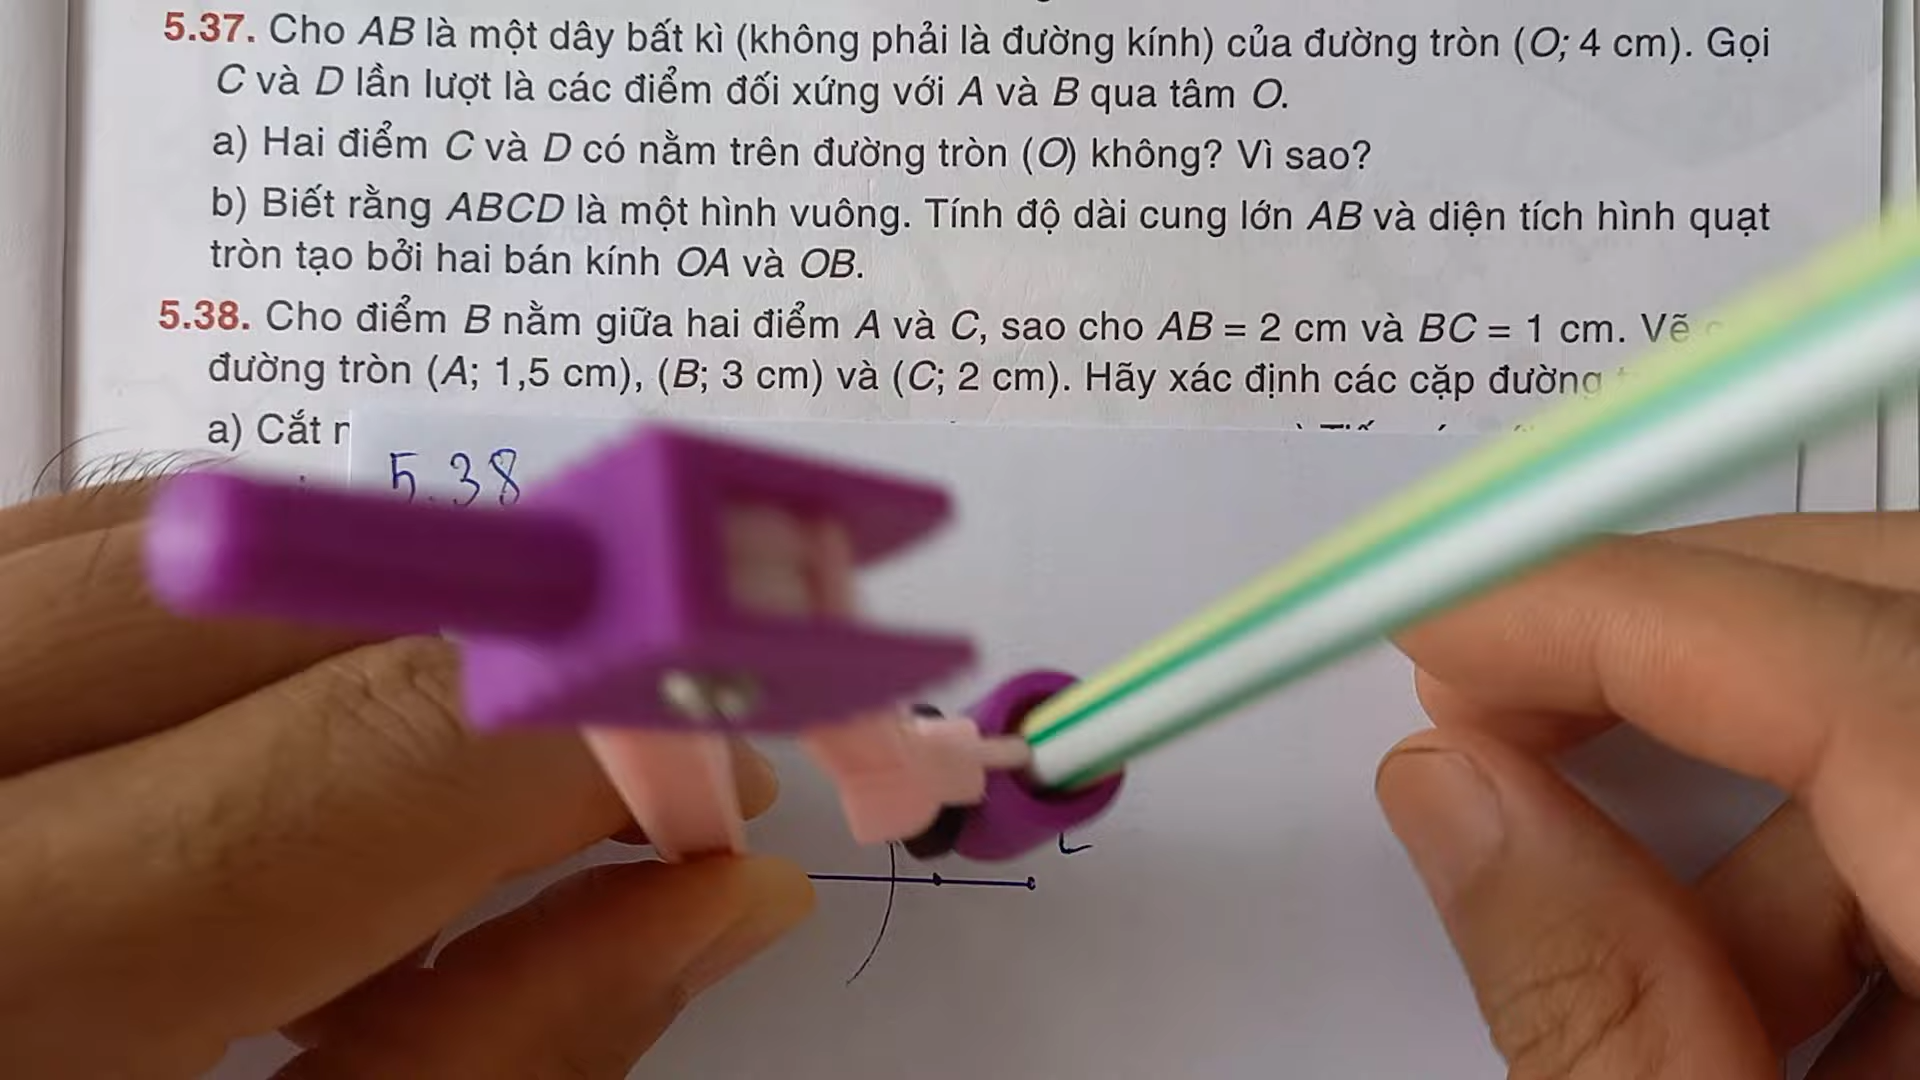 5.37. Cho AB là một dây bất kì (không phải là đường kính) của đường tròn (O; 4 cm). Gọi
C và D lần lượt là các điểm đối xứng với A và B qua tâm O.
a) Hai điểm C và D có nằm trên đường tròn (O) không? Vì sao?
b) Biết rằng ABCD là một hình vuông. Tính độ dài cung lớn AB và diện tích hình quạt
tròn tạo bởi hai bán kính OA và OB.
5.38. Cho điểm B nằm giữa hai điểm A và C, sao cho AB = 2 cm và BC = 1 cm. Vẽ
đường tròn (A; 1,5 cm), (B; 3 cm) và (C; 2 cm). Hãy xác định các cặp đường
a) Cắt
5.38